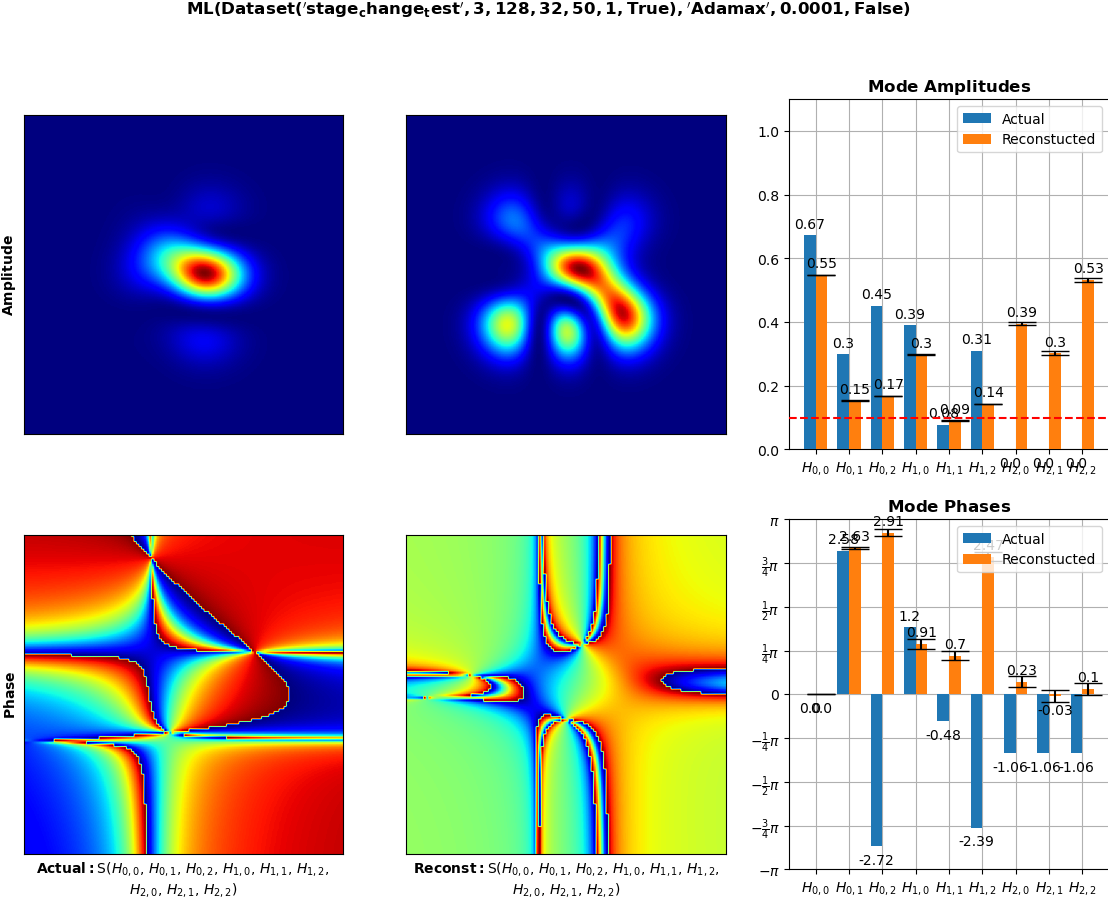 ML(Dataset('stage_change_test', 3, 128, 32, 50, 1, True), 'Adamax', 0.0001, False)
Amplitude
Mode Amplitudes
Actual
Reconstucted
1.0
0.8
0.6
0.4
0.2
0.0
0.67
0.55
0.3
0.15
0.45
0.17
0.39
0.3
0.08
0.09
0.31
0.14
0.0
0.39
0.0
0.3
0.0
0.53
H0,0 H0,1 H0,2 H1,0 H1,1 H1,2 H2,0 H2,1 H2,2
Phase
Actual: S(H0,0, H0,1, H0,2, H1,0, H1,1, H1,2,
H2,0, H2,1, H2,2)
Reconst: S(H0,0, H0,1, H0,2, H1,0, H1,1, H1,2,
H2,0, H2,1, H2,2)
Mode Phases
Actual
Reconstucted
π
3/4π
1/2π
1/4π
0
−1/4π
−1/2π
−3/4π
−π
0.0
0.0
2.63
-2.72
2.91
1.2
0.91
-0.48
0.7
-2.39
2.47
-1.06
0.23
-1.06
-0.03
-1.06
0.1
H0,0 H0,1 H0,2 H1,0 H1,1 H1,2 H2,0 H2,1 H2,2